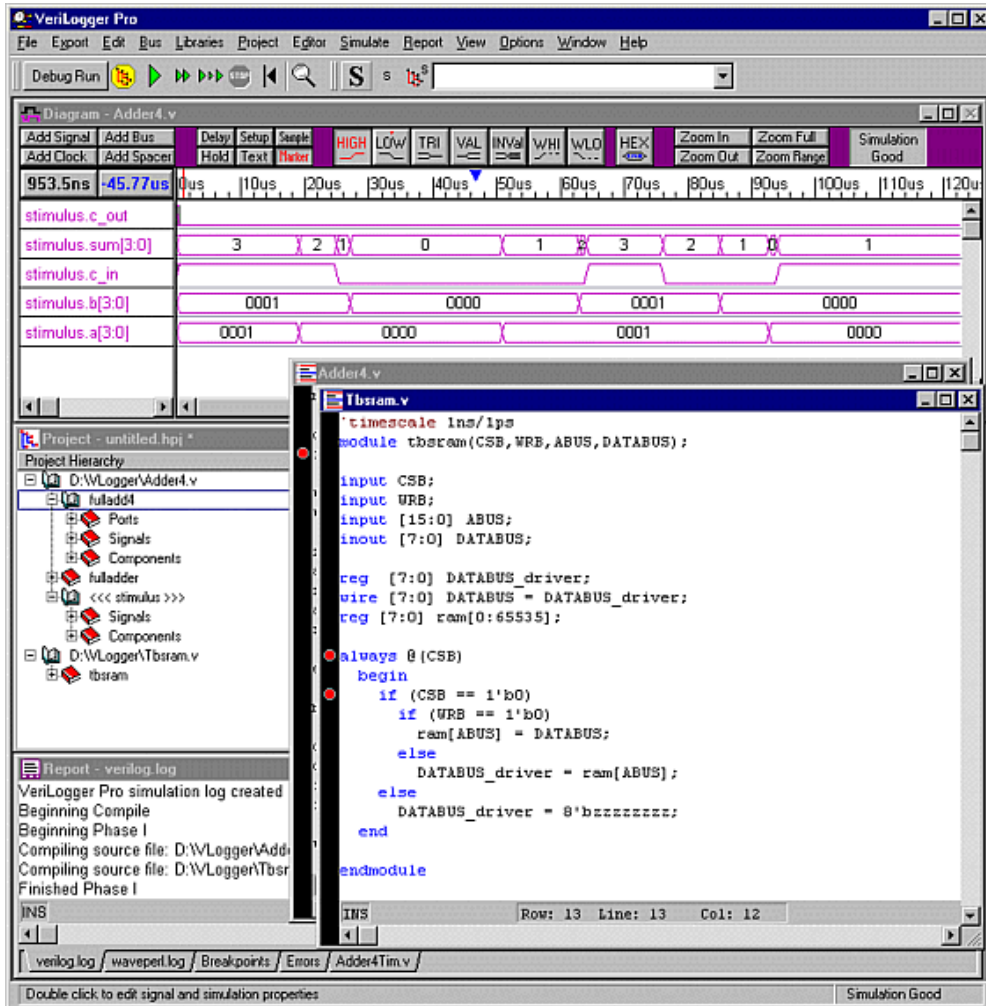 VeriLogger Pro
File Export Edit Bus Libraries Project Editor Simulate Report View Options Window Help
Debug Run STOP S s S
Diagram - Adder4.v
Add Signal Add Bus Delay Setup Sample HIGH LOW TRI VAL INVal WHI WLO HEX Zoom In Zoom Full Simulation Good
Add Clock Add Spacer Hold Text Marker Zoom Out Zoom Range
953.5ns -45.77us 0us 10us 20us 30us 40us 50us 60us 70us 80us 90us 100us 110us 120u
stimulus.c_out
stimulus.sum[3:0] 3 2 1 0 1 2 3 2 1 0 1
stimulus.c_in
stimulus.b[3:0] 0001 0000 0001 0000
stimulus.a[3:0] 0001 0000 0001 0000
Adder4.v
Project - untitled.hpj *
Project Hierarchy
D:\VLogger\Adder4.v
fulladd4
Ports
Signals
Components
fulladder
<<< stimulus >>>
Signals
Components
D:\VLogger\Tbsram.v
tbsram
Tbsram.v
`timescale 1ns/1ps
module tbsram(CSB,WRB,ABUS,DATABUS);
input CSB;
input WRB;
input [15:0] ABUS;
inout [7:0] DATABUS;
reg [7:0] DATABUS_driver;
wire [7:0] DATABUS = DATABUS_driver;
reg [7:0] ram[0:65535];
always @(CSB)
begin
if (CSB == 1'b0)
if (WRB == 1'b0)
ram[ABUS] = DATABUS;
else
DATABUS_driver = ram[ABUS];
else
DATABUS_driver = 8'bzzzzzzzz;
end
endmodule
INS Row: 13 Line: 13 Col: 12
Report - verilog.log
VeriLogger Pro simulation log created
Beginning Compile
Beginning Phase I
Compiling source file: D:\VLogger\Adde
Compiling source file: D:\VLogger\Tbsr
Finished Phase I
INS
verilog.log waveperl.log Breakpoints Errors Adder4Tim.v
Double click to edit signal and simulation properties Simulation Good